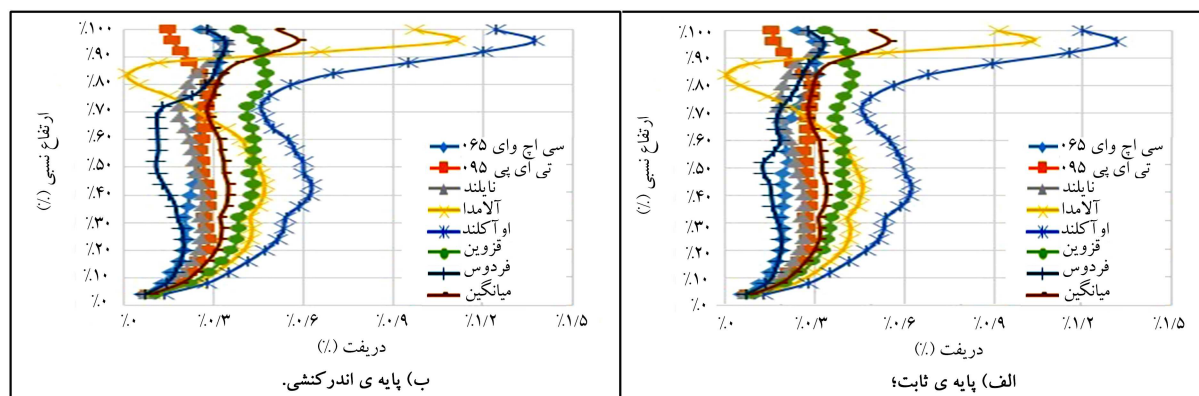 ارتفاع نسبی (٪)
٪۱۰۰
٪۹۰
٪۸۰
٪۷۰
٪۶۰
٪۵۰
٪۴۰
٪۳۰
٪۲۰
٪۱۰
٪۰
سی اچ وای ۰۶۵
تی ای پی ۰۹۵
نایلند
آلامدا
اوآکلند
قزوین
فردوس
میانگین
٪۰ ٪۰/۳ ٪۰/۶ ٪۰/۹ ٪۱/۲ ٪۱/۵
دریفت (٪)
الف) پایه ی ثابت؛
ارتفاع نسبی (٪)
٪۱۰۰
٪۹۰
٪۸۰
٪۷۰
٪۶۰
٪۵۰
٪۴۰
٪۳۰
٪۲۰
٪۱۰
٪۰
سی اچ وای ۰۶۵
تی ای پی ۰۹۵
نایلند
آلامدا
اوآکلند
قزوین
فردوس
میانگین
٪۰ ٪۰/۳ ٪۰/۶ ٪۰/۹ ٪۱/۲ ٪۱/۵
دریفت (٪)
ب) پایه ی اندرکنشی.